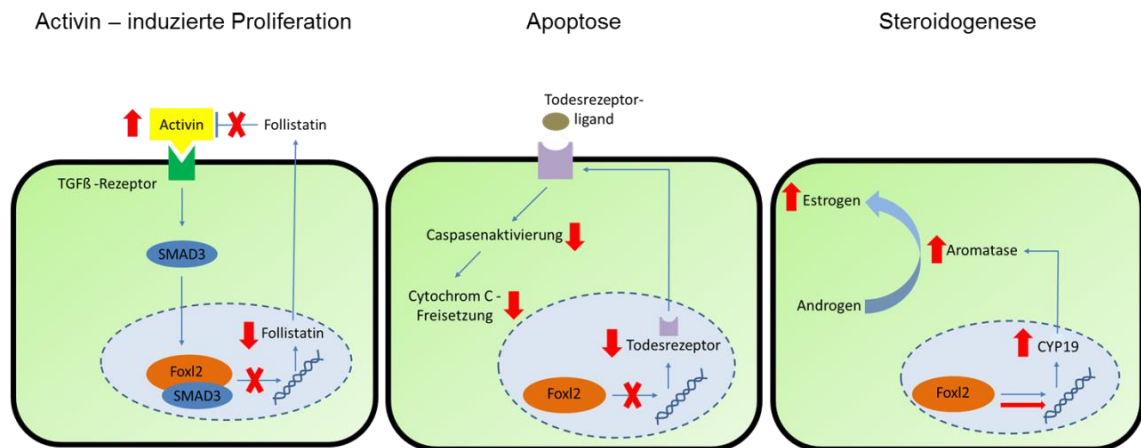 Activin – induzierte Proliferation
Activin
Follistatin
TGFß -Rezeptor
SMAD3
Follistatin
Foxl2
SMAD3
Apoptose
Todesrezeptor-
ligand
Caspasenaktivierung
Cytochrom C -
Freisetzung
Todesrezeptor
Foxl2
Steroidogenese
Estrogen
Aromatase
Androgen
CYP19
Foxl2